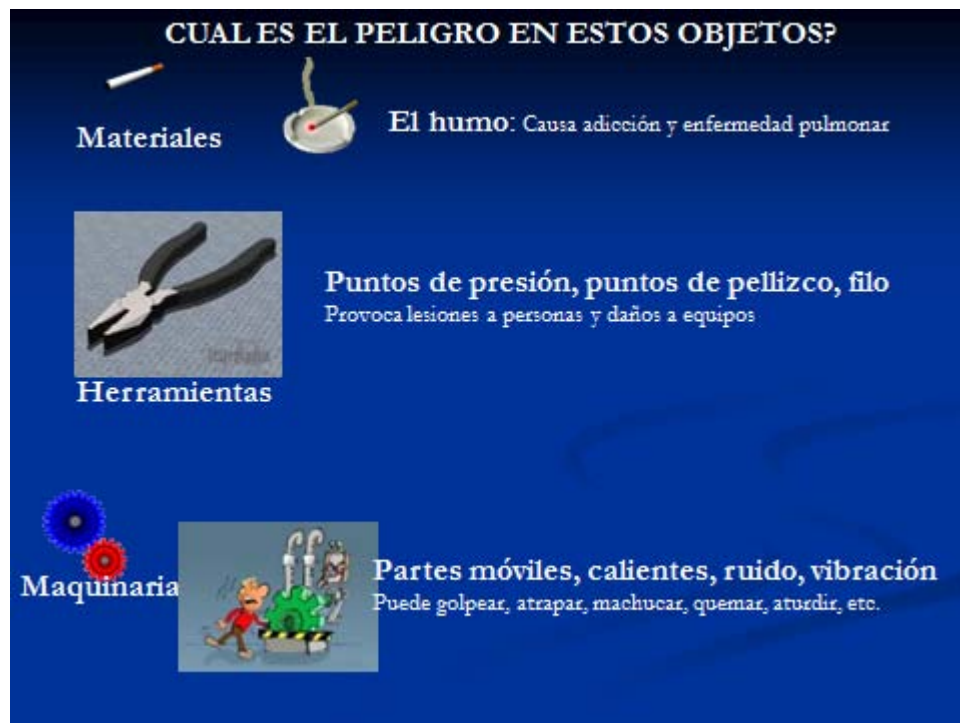 CUAL ES EL PELIGRO EN ESTOS OBJETOS?
Materiales
El humo: Causa adicción y enfermedad pulmonar
Puntos de presión, puntos de pellizco, filo
Provoca lesiones a personas y daños a equipos
Herramientas
Maquinaria
Partes móviles, calientes, ruido, vibración
Puede golpear, atrapar, machucar, quemar, aturdir, etc.